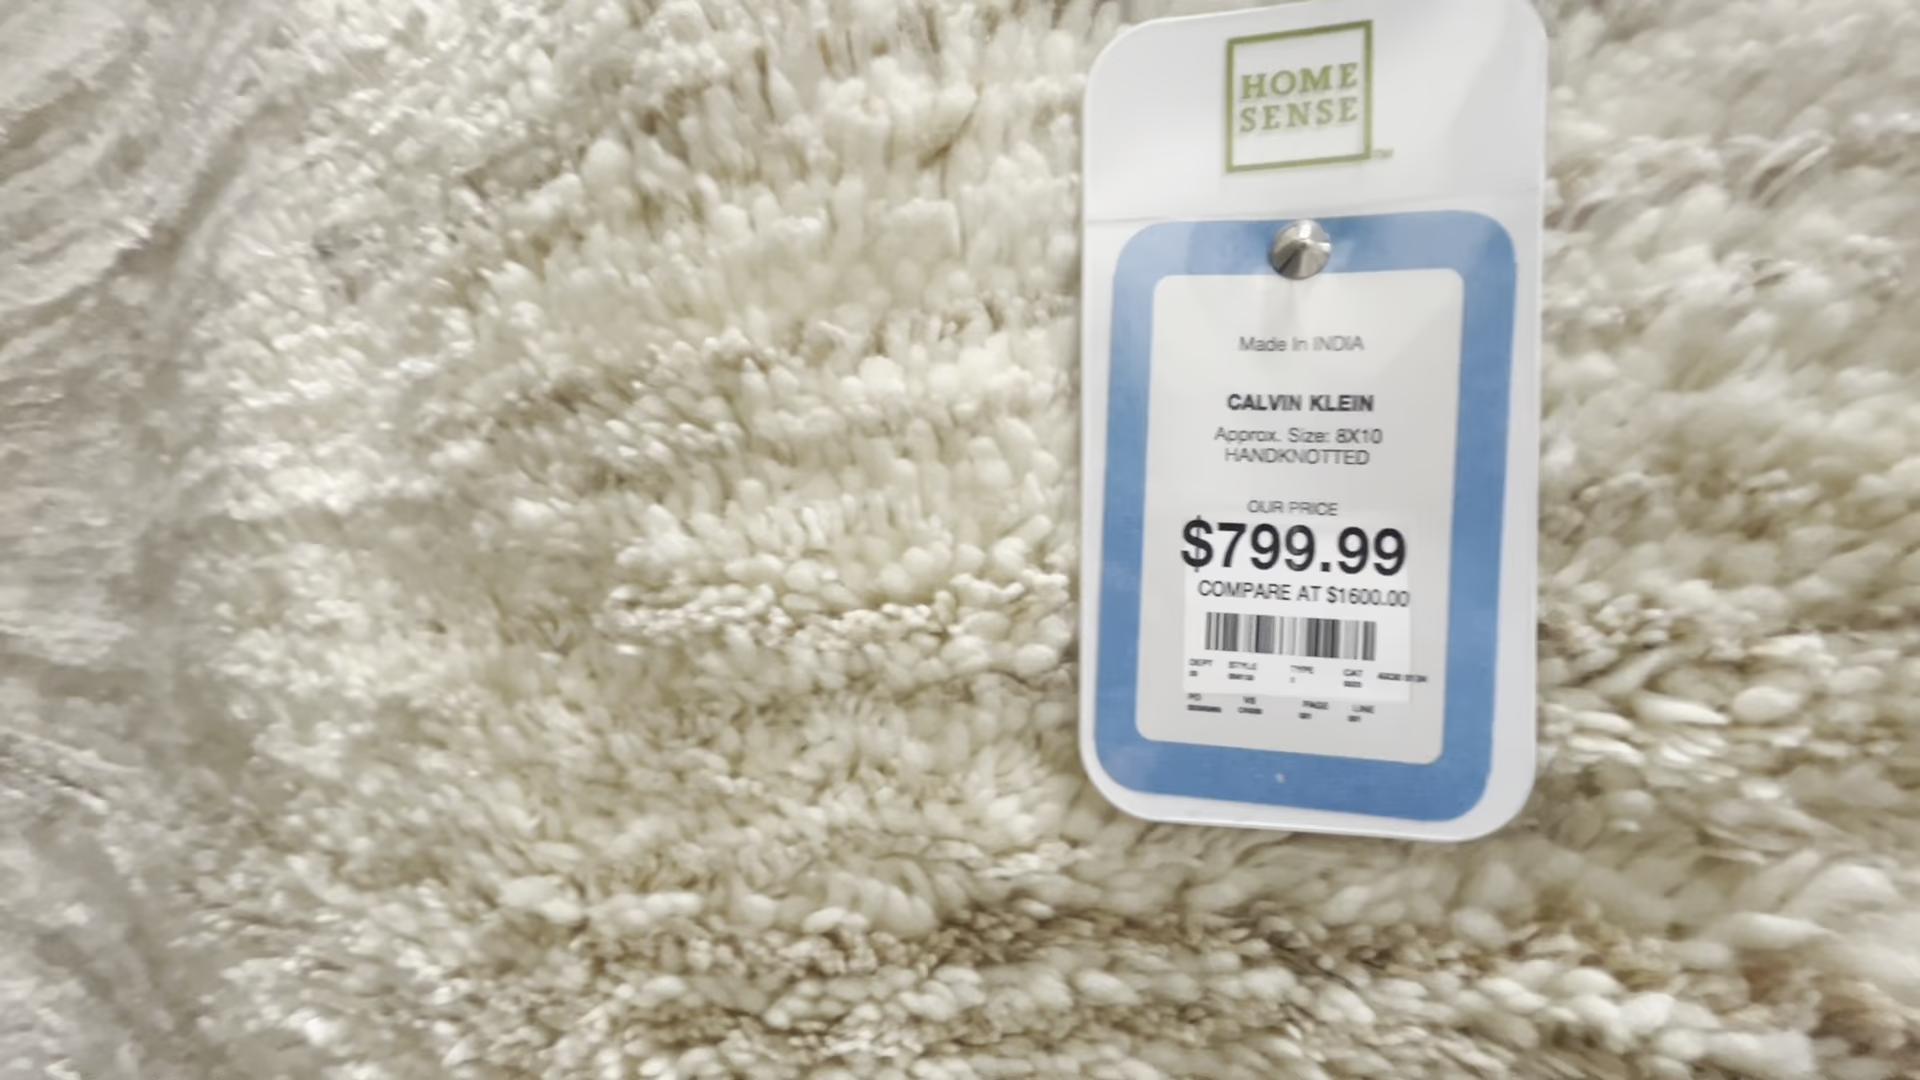 HOME
SENSE
Made In INDIA
CALVIN KLEIN
Approx. Size: 8X10
HANDKNOTTED
OUR PRICE
$799.99
COMPARE AT $1600.00
DEPT STYLE TYPE CAT
PO VS PAGE LINE